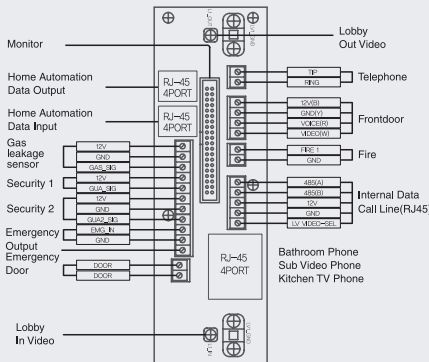 Monitor
Home Automation
Data Output
Home Automation
Data Input
Gas
leakage
sensor
Security 1
Security 2
Emergency
Output
Emergency
Door
Lobby
In Video
12V
GND
GAS_SIG
12V
GUA_SIG
12V
GND
GUA2_SIG
EMG_IN
GND
DOOR
DOOR
RJ-45
4PORT
RJ-45
4PORT
RJ-45
4PORT
Lobby
Out Video
TIP
RING
Telephone
12V(B)
GND(Y)
VOICE(R)
VIDEO(W)
Frontdoor
FIRE 1
GND
Fire
485(A)
485(B)
12V
GND
LV VIDEO-SEL
Internal Data
Call Line(RJ45)
Bathroom Phone
Sub Video Phone
Kitchen TV Phone